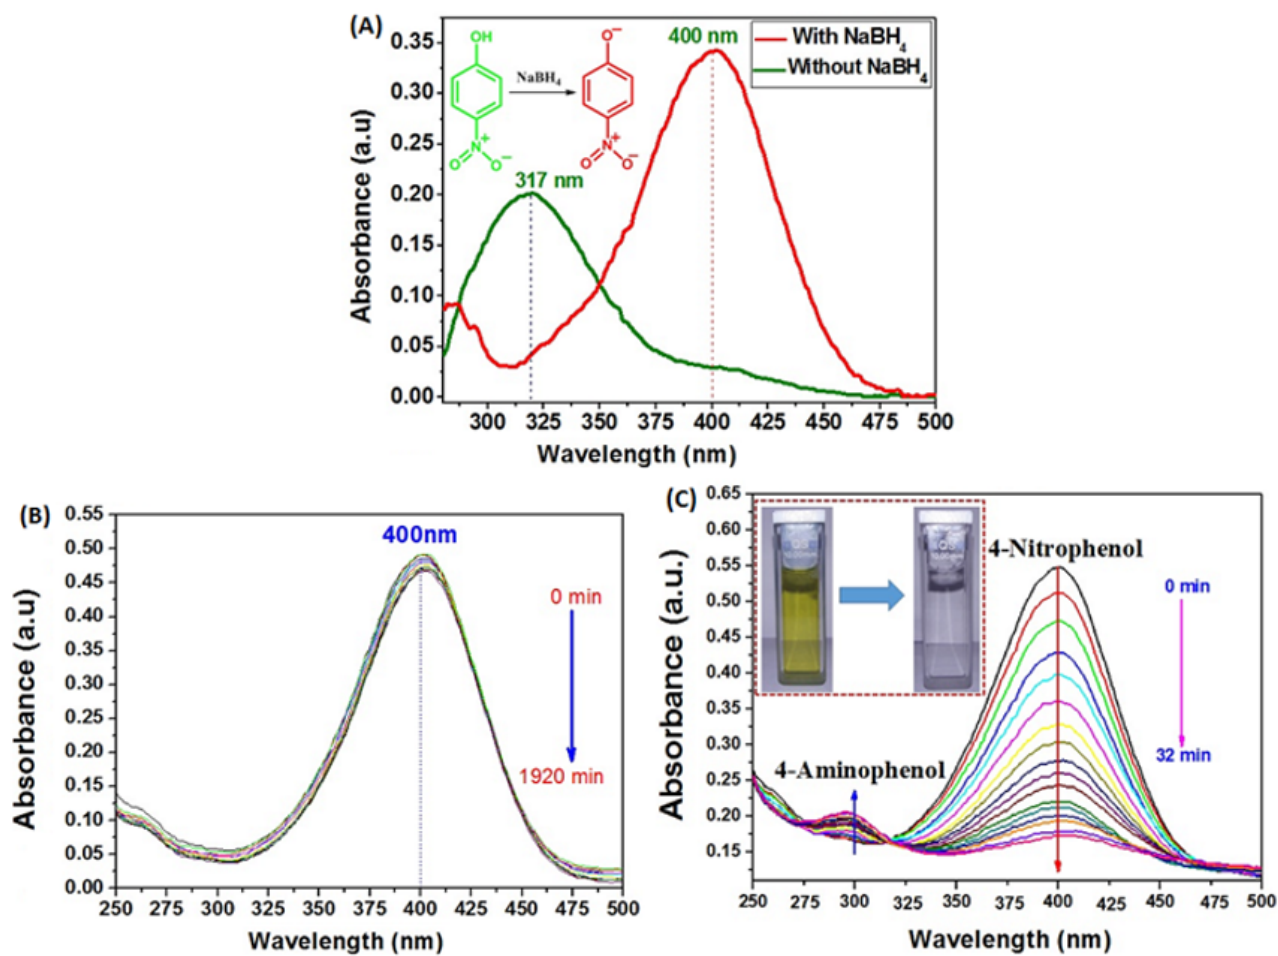 (A)
400 nm
With NaBH4
Without NaBH4
OH
NaBH4
O−
N+
O
O−
N+
O
O−
317 nm
0.35
0.30
0.25
0.20
0.15
0.10
0.05
0.00
Absorbance (a.u)
300 325 350 375 400 425 450 475 500
Wavelength (nm)
(B)
400nm
0 min
1920 min
0.55
0.50
0.45
0.40
0.35
0.30
0.25
0.20
0.15
0.10
0.05
0.00
Absorbance (a.u)
250 275 300 325 350 375 400 425 450 475 500
Wavelength (nm)
(C)
4-Nitrophenol
0 min
32 min
4-Aminophenol
0.65
0.60
0.55
0.50
0.45
0.40
0.35
0.30
0.25
0.20
0.15
Absorbance (a.u.)
250 275 300 325 350 375 400 425 450 475 500
Wavelength (nm)